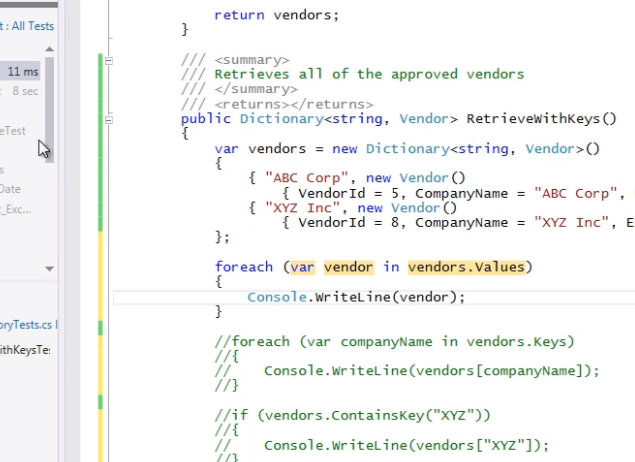 t : All Tests
11 ms
8 sec
eTest
s
Date
t_Exc...
oryTests.cs
ithKeysTe
return vendors;
}
/// <summary>
/// Retrieves all of the approved vendors
/// </summary>
/// <returns></returns>
public Dictionary<string, Vendor> RetrieveWithKeys()
{
var vendors = new Dictionary<string, Vendor>()
{
{ "ABC Corp", new Vendor()
{ VendorId = 5, CompanyName = "ABC Corp",
{ "XYZ Inc", new Vendor()
{ VendorId = 8, CompanyName = "XYZ Inc", E
};
foreach (var vendor in vendors.Values)
{
Console.WriteLine(vendor);
}
//foreach (var companyName in vendors.Keys)
//{
// Console.WriteLine(vendors[companyName]);
//}
//if (vendors.ContainsKey("XYZ"))
//{
// Console.WriteLine(vendors["XYZ"]);
//}